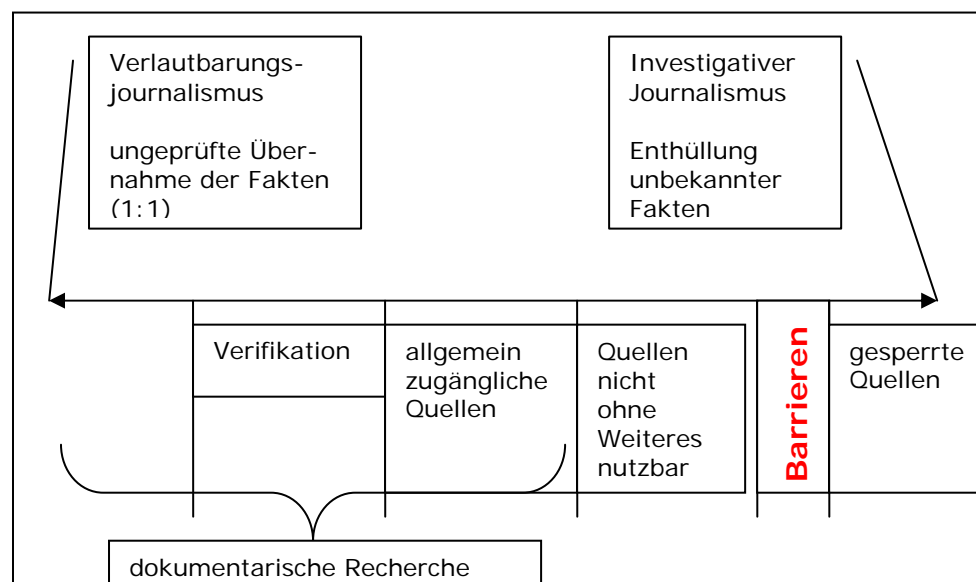 Verlautbarungs-
journalismus
ungeprüfte Über-
nahme der Fakten
(1:1)
Investigativer
Journalismus
Enthüllung
unbekannter
Fakten
Verifikation
allgemein
zugängliche
Quellen
Quellen
nicht
ohne
Weiteres
nutzbar
Barrieren
gesperrte
Quellen
dokumentarische Recherche